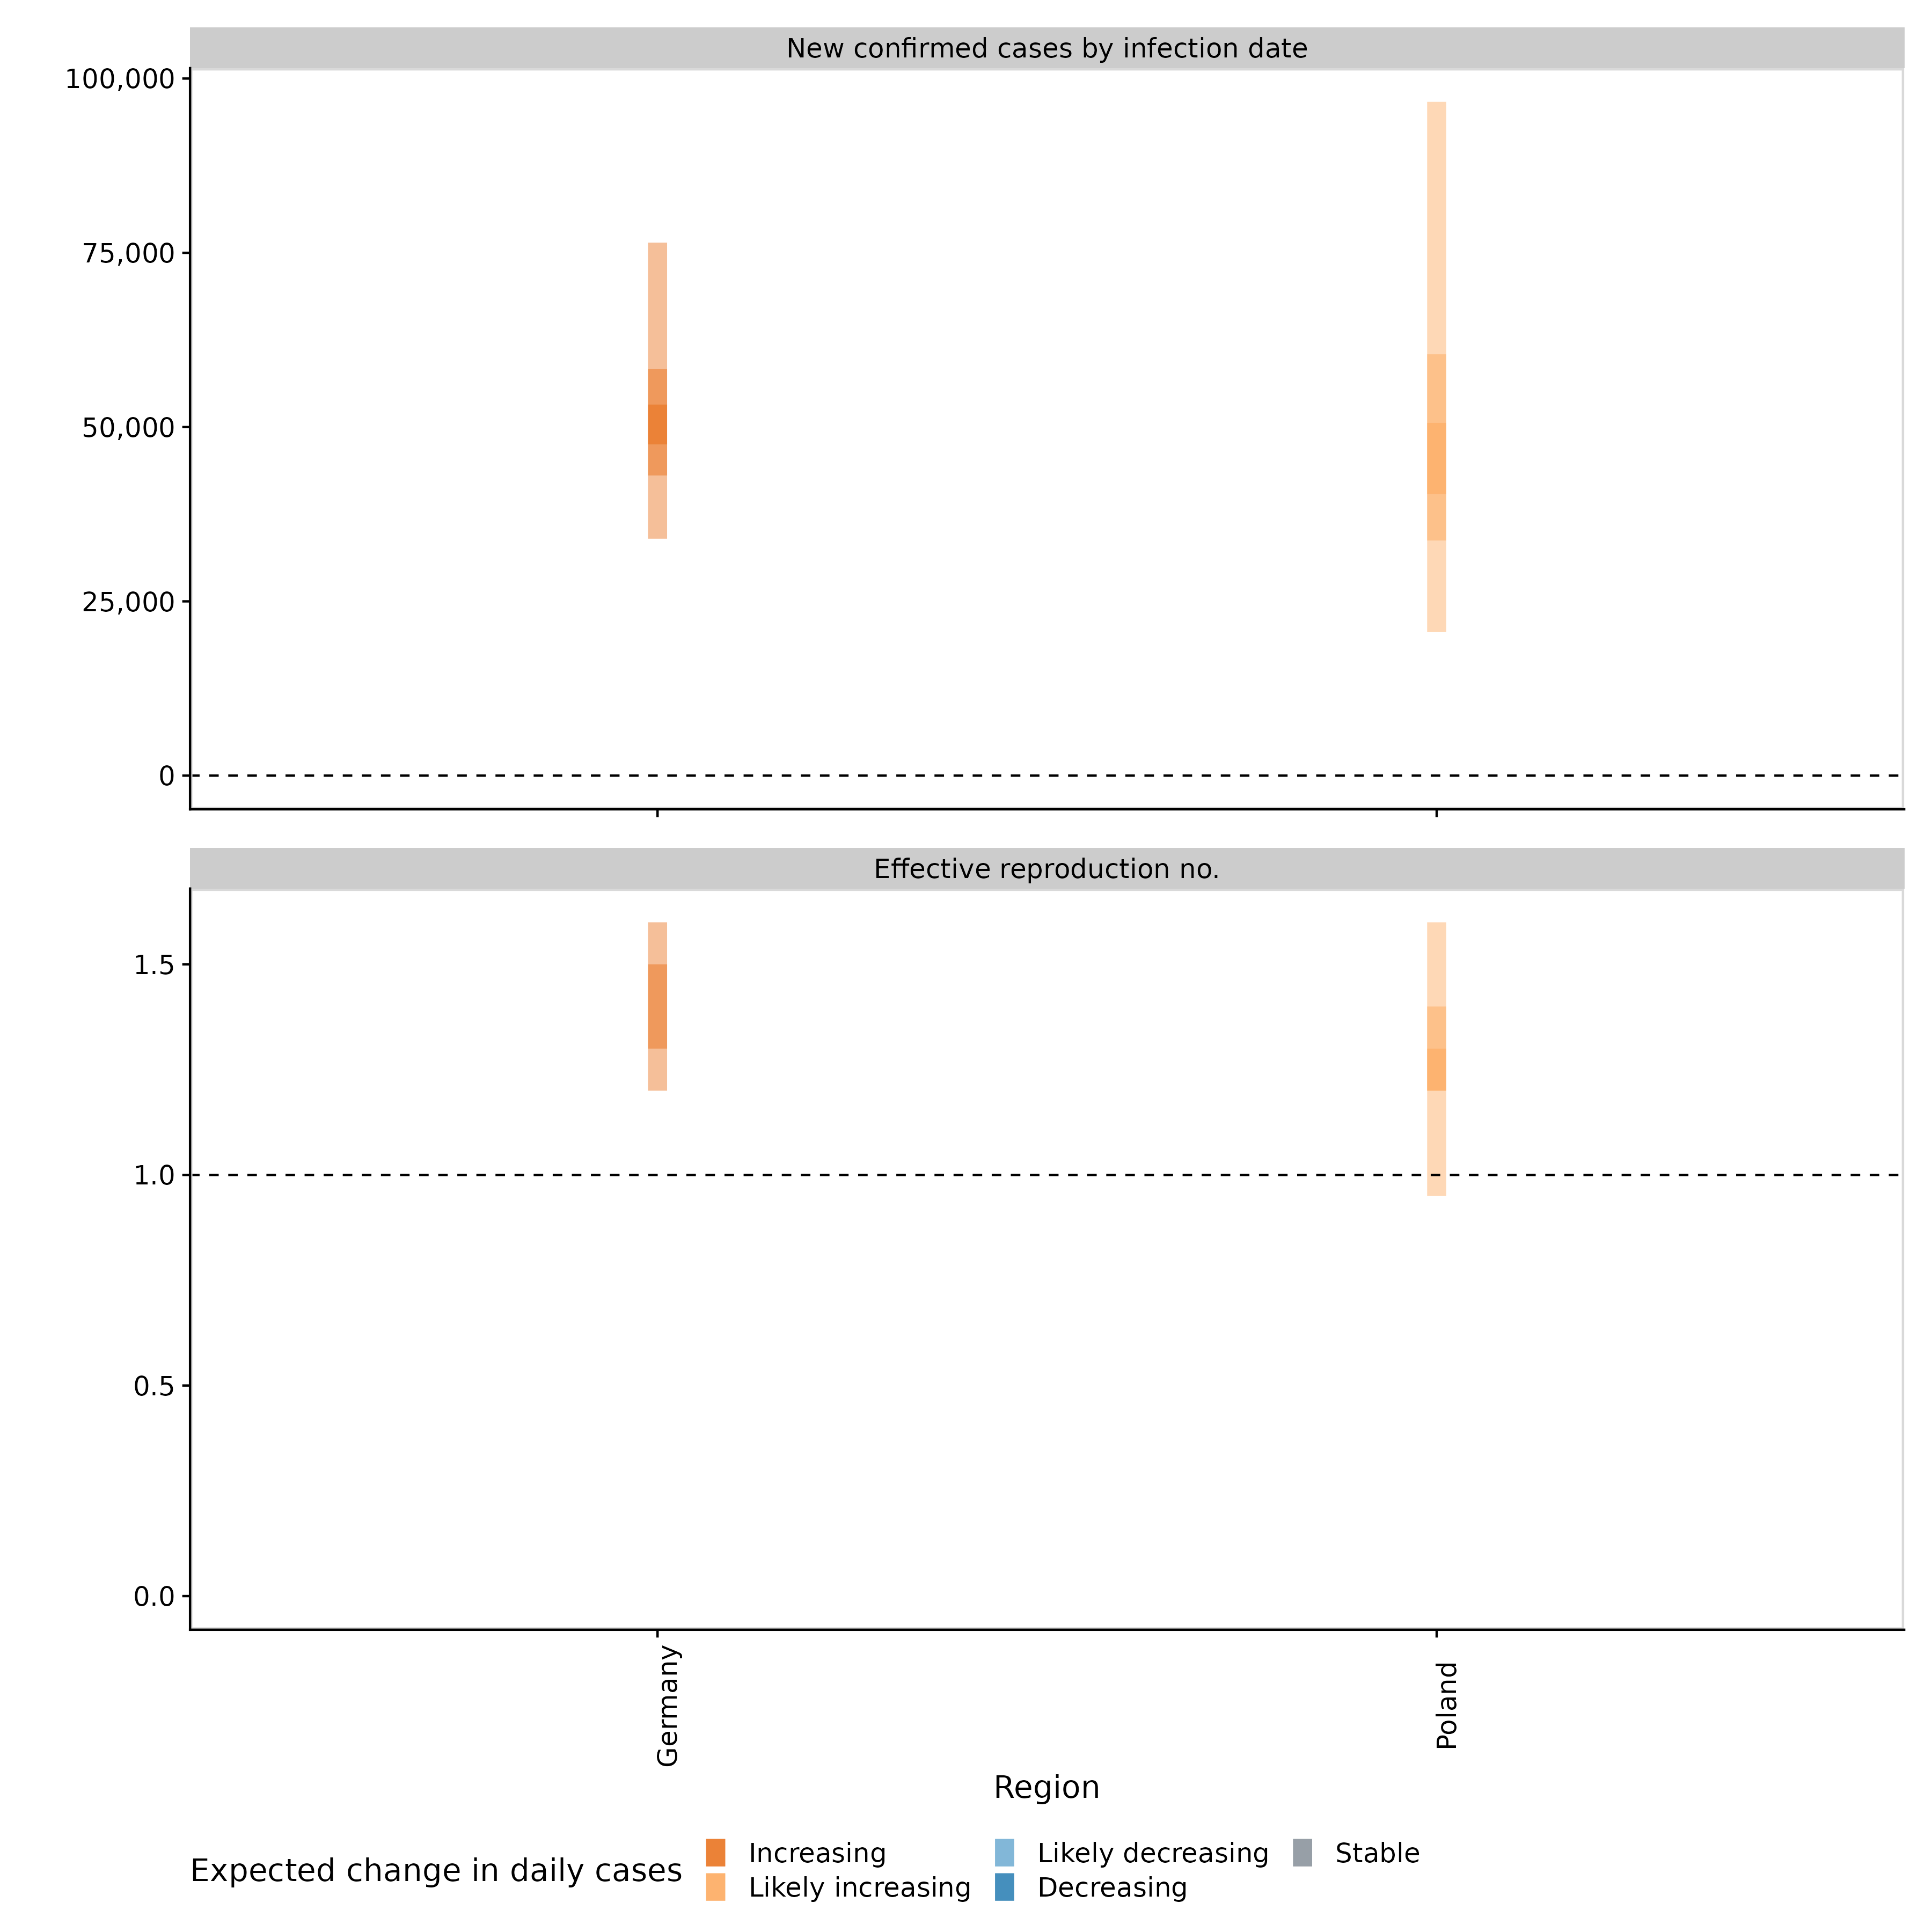 New confirmed cases by infection date
100,000
75,000
50,000
25,000
0
Effective reproduction no.
1.5
1.0
0.5
0.0
Germany
Poland
Region
Expected change in daily cases
Increasing
Likely increasing
Likely decreasing
Decreasing
Stable